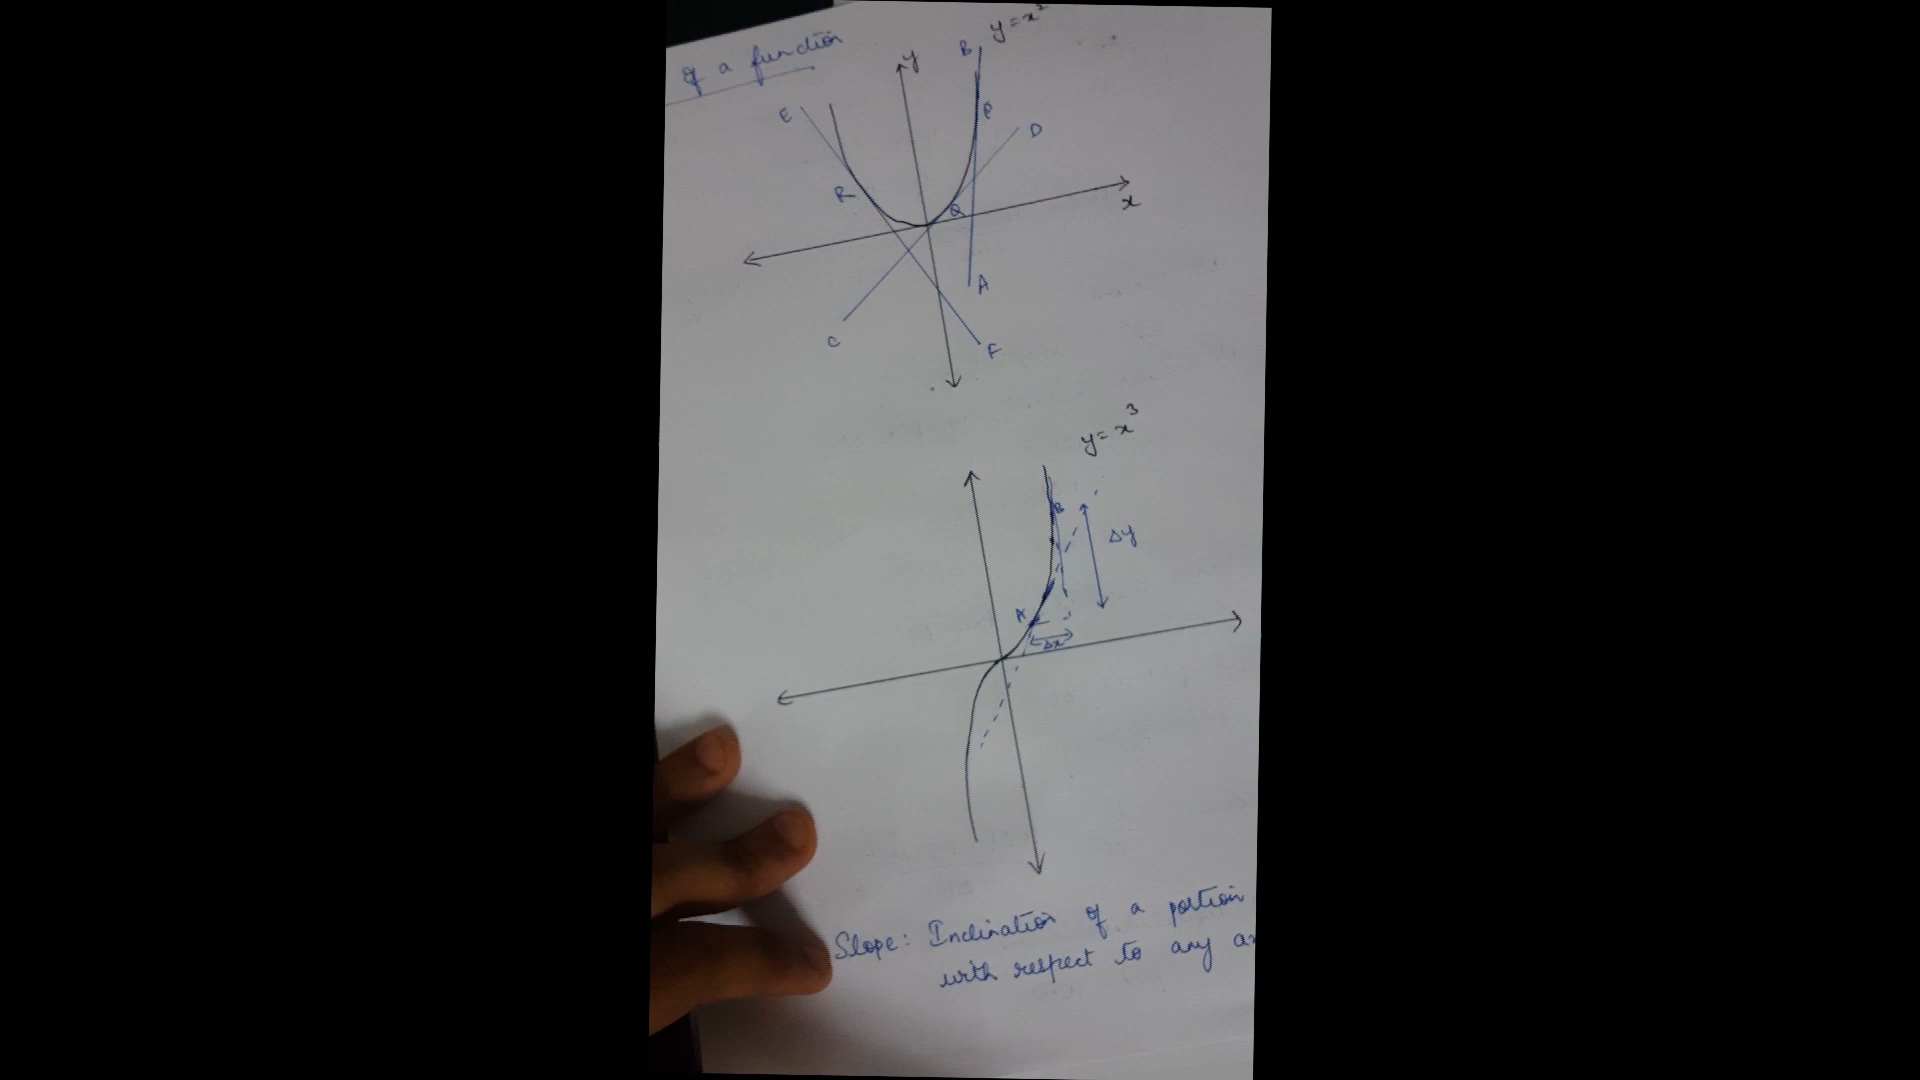 of a function
y = x²
B
y
E
P
D
R
Q
x
A
C
F
y = x³
B
Δy
A
Δx
Slope: Inclination of a portion
with respect to any